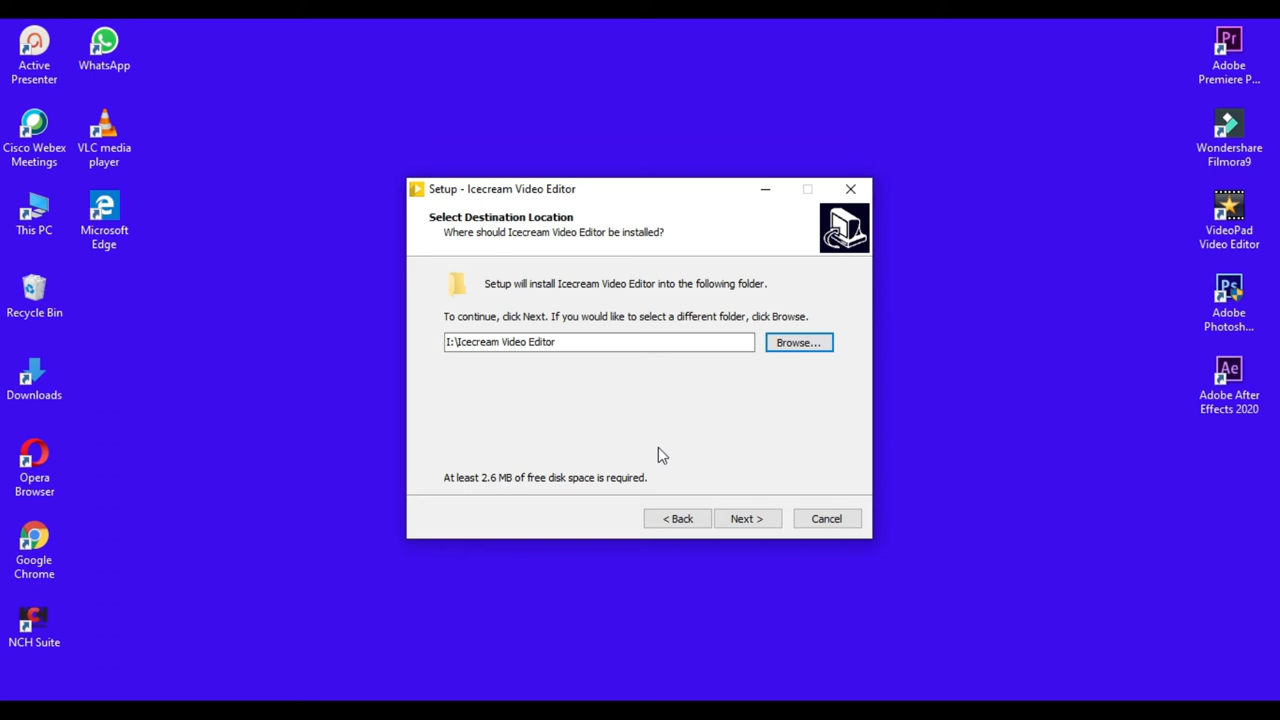 Active
Presenter
WhatsApp
Cisco Webex
Meetings
VLC media
player
This PC
Microsoft
Edge
Recycle Bin
Downloads
Opera
Browser
Google
Chrome
NCH Suite
Setup - Icecream Video Editor
Select Destination Location
Where should Icecream Video Editor be installed?
Setup will install Icecream Video Editor into the following folder.
To continue, click Next. If you would like to select a different folder, click Browse.
I:\Icecream Video Editor
Browse...
At least 2.6 MB of free disk space is required.
< Back
Next >
Cancel
Pr
Adobe
Premiere P...
Wondershare
Filmora9
VideoPad
Video Editor
Ps
Adobe
Photosh...
Ae
Adobe After
Effects 2020